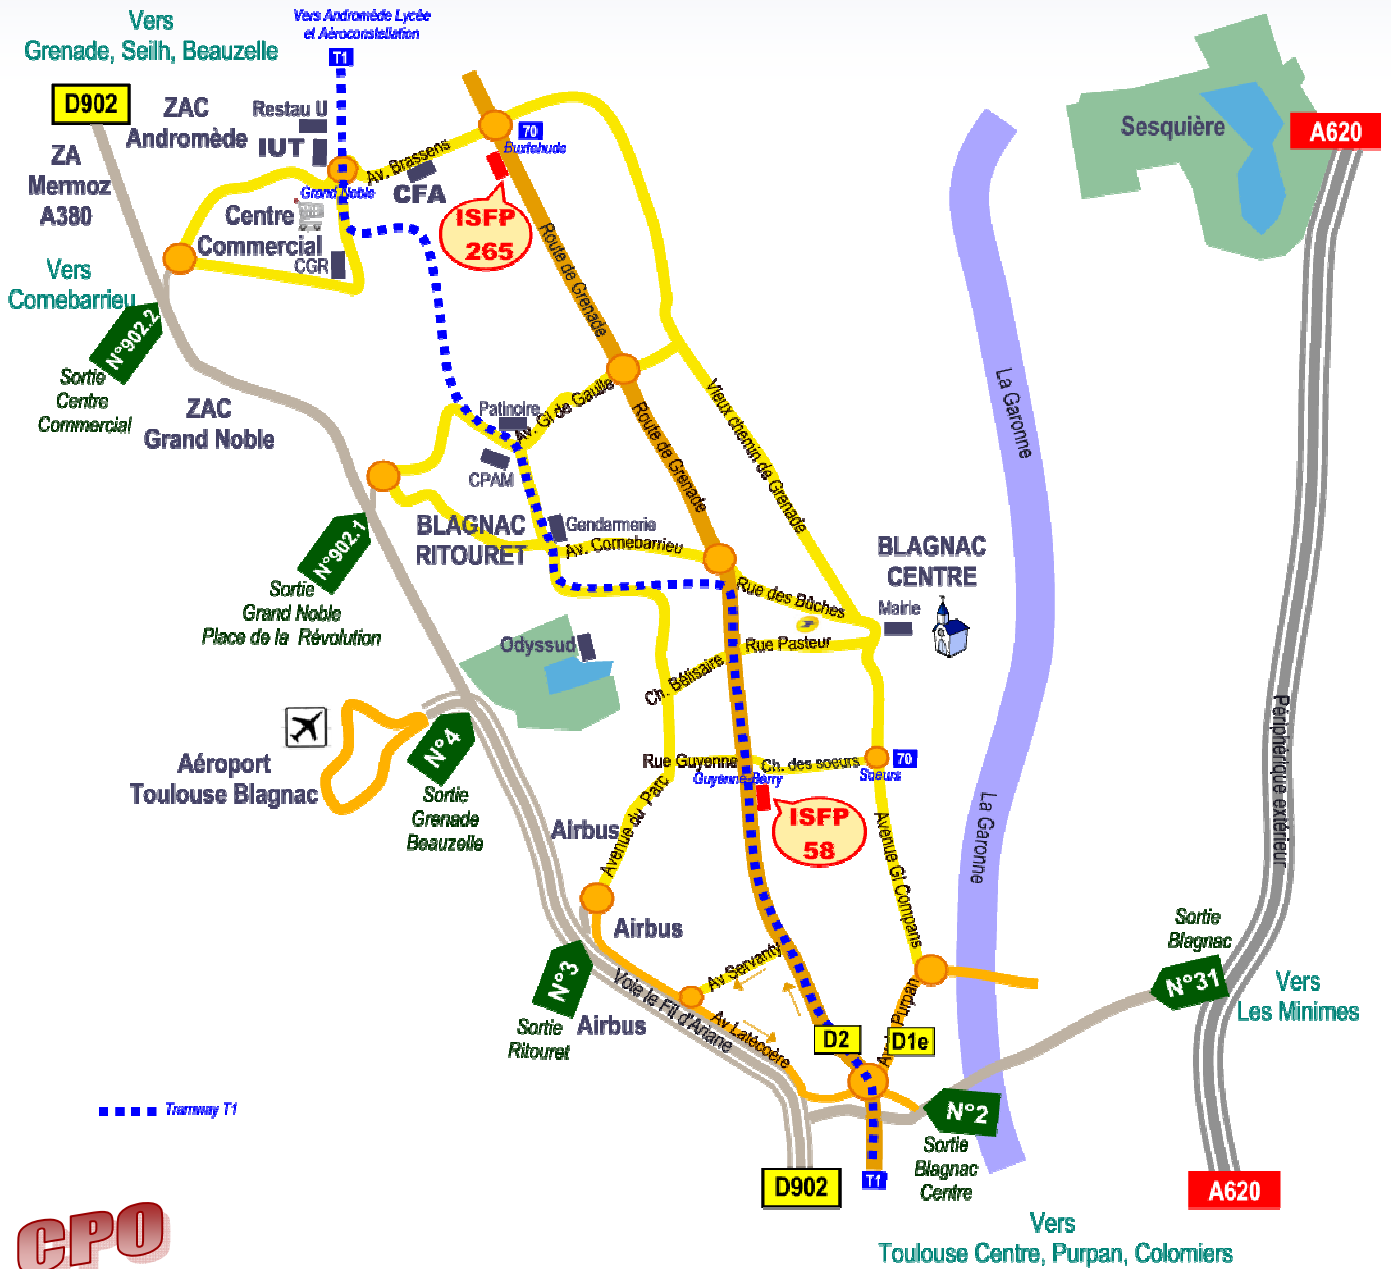 Vers
Grenade, Seilh, Beauzelle
Vers Andromède Lycée
et Aéroconstellation
T1
D902
ZAC
Andromède
Restau U
IUT
ZA
Mermoz
A380
Av. Brassens
70
Buxtehude
CFA
Grand Noble
Centre
Commercial
CGR
ISFP
265
Sesquière
A620
Vers
Cornebarrieu
N°902.2
Sortie
Centre
Commercial
Route de Grenade
La Garonne
ZAC
Grand Noble
Patinoire
Av. Gl de Gaulle
Route de Grenade
Vieux chemin de Grenade
CPAM
N°902.1
BLAGNAC
RITOURET
Gendarmerie
Av. Cornebarrieu
BLAGNAC
CENTRE
Mairie
Sortie
Grand Noble
Place de la Révolution
Rue des Bûches
Rue Pasteur
Ch. Bélisaire
Odyssud
Aéroport
Toulouse Blagnac
N°4
Sortie
Grenade
Beauzelle
Rue Guyenne
Guyenne-Berry
Ch. des soeurs
70
Soeurs
Périphérique extérieur
La Garonne
Airbus
Avenue du Parc
ISFP
58
Avenue Gl Compans
Airbus
Sortie
Blagnac
N°31
Vers
Les Minimes
Av Servanty
N°3
Voie le Fil d'Ariane
Av Latécoère
Purpan
Sortie
Ritouret
Airbus
D2
D1e
N°2
Sortie
Blagnac
Centre
Tramway T1
D902
T1
A620
CPO
Vers
Toulouse Centre, Purpan, Colomiers